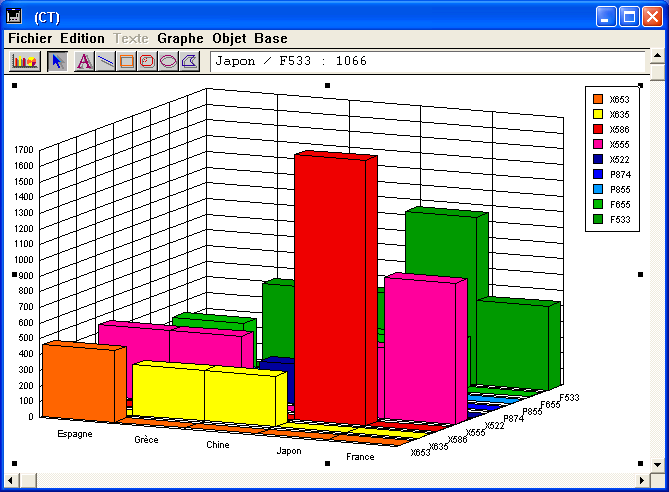 (CT)
Fichier Edition Texte Graphe Objet Base
A
Japon / F533 : 1066
X653
X635
X586
X555
X522
P874
P855
F655
F533
1700
1600
1500
1400
1300
1200
1100
1000
900
800
700
600
500
400
300
200
100
0
Espagne
Grèce
Chine
Japon
France
X653
X635
X586
X555
X522
P874
P855
F655
F533